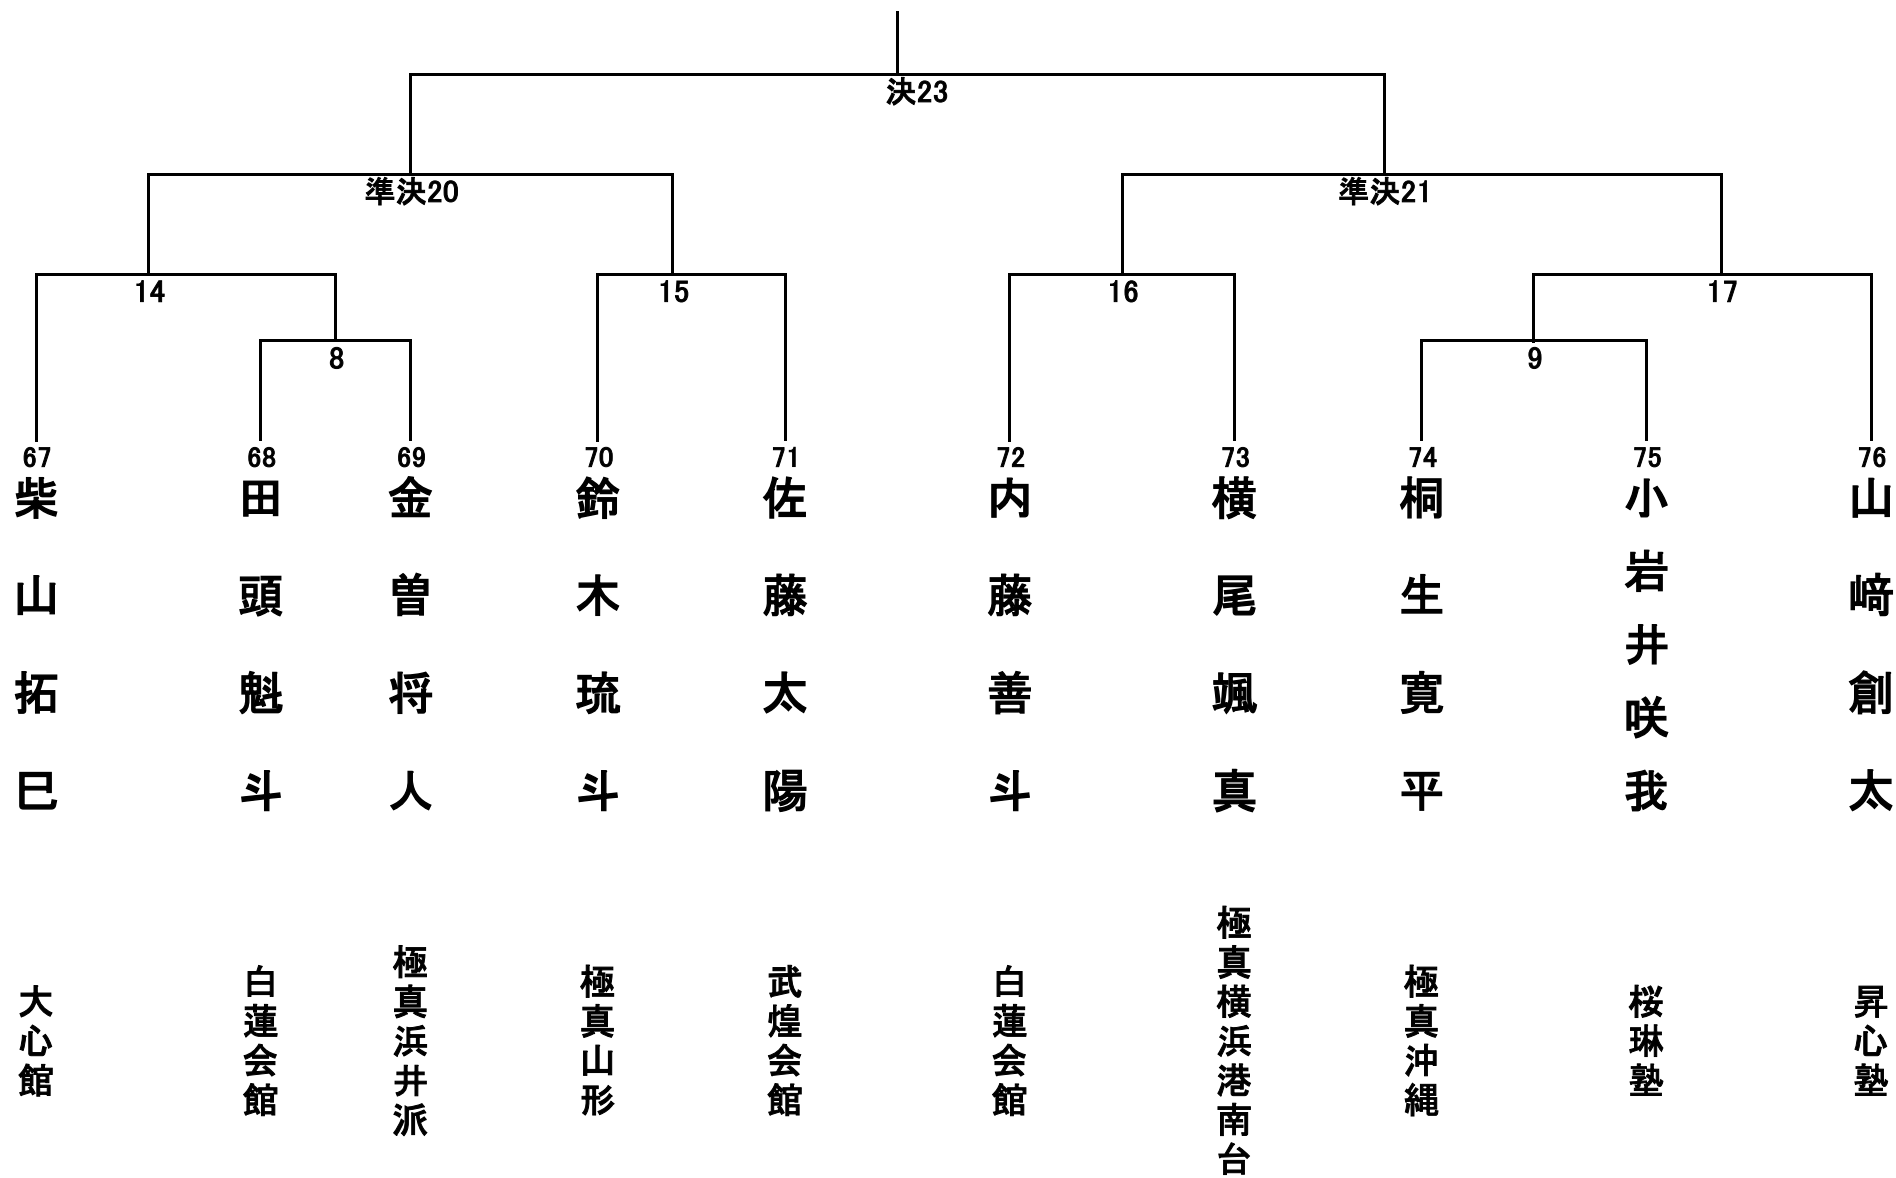 決23
準決20
準決21
14
15
16
17
8
9
67
68
69
70
71
72
73
74
75
76
柴山拓巳
田頭魁斗
金曽将人
鈴木琉斗
佐藤太陽
内藤善斗
横尾颯真
桐生寛平
小岩井咲我
山﨑創太
大心館
白蓮会館
極真浜井派
極真山形
武煌会館
白蓮会館
極真横浜港南台
極真沖縄
桜琳塾
昇心塾